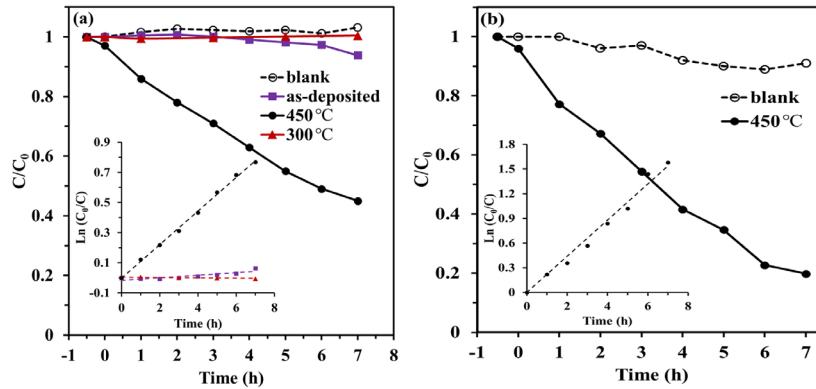 (a)
C/C0
1
0.8
0.6
0.4
0.2
0
-1 0 1 2 3 4 5 6 7 8
Time (h)
blank
as-deposited
450℃
300℃
Ln (C0/C)
0.9
0.7
0.5
0.3
0.1
-0.1
0 2 4 6 8
Time (h)
(b)
C/C0
1
0.8
0.6
0.4
0.2
0
-1 0 1 2 3 4 5 6 7
Time (h)
blank
450℃
Ln (C0/C)
1.8
1.5
1.2
0.9
0.6
0.3
0
0 2 4 6 8
Time (h)